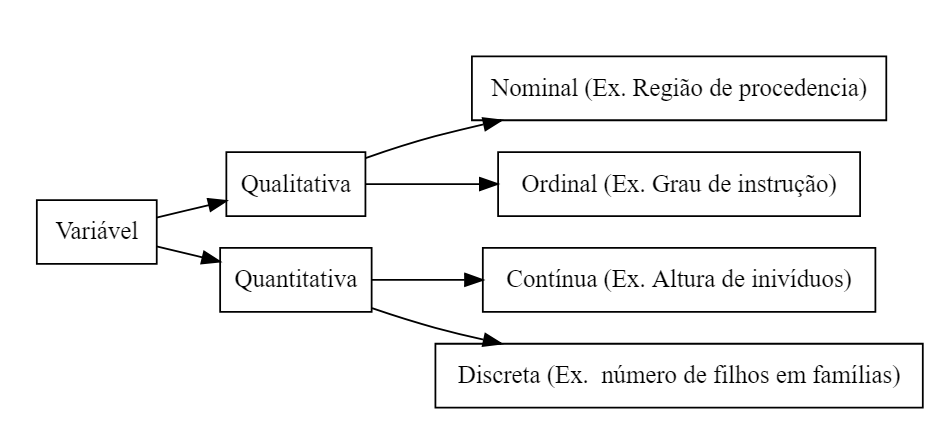 Nominal (Ex. Região de procedencia)
Qualitativa
Ordinal (Ex. Grau de instrução)
Variável
Quantitativa
Contínua (Ex. Altura de inivíduos)
Discreta (Ex.  número de filhos em famílias)